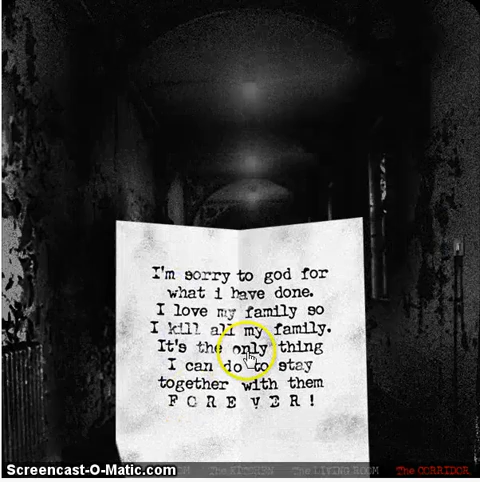 I'm sorry to god for
what i have done.
I love my family so
I kill all my family.
It's the only thing
I can do to stay
together with them
F O R E V E R !
The KITCHEN The LIVING ROOM The CORRIDOR
Screencast-O-Matic.com